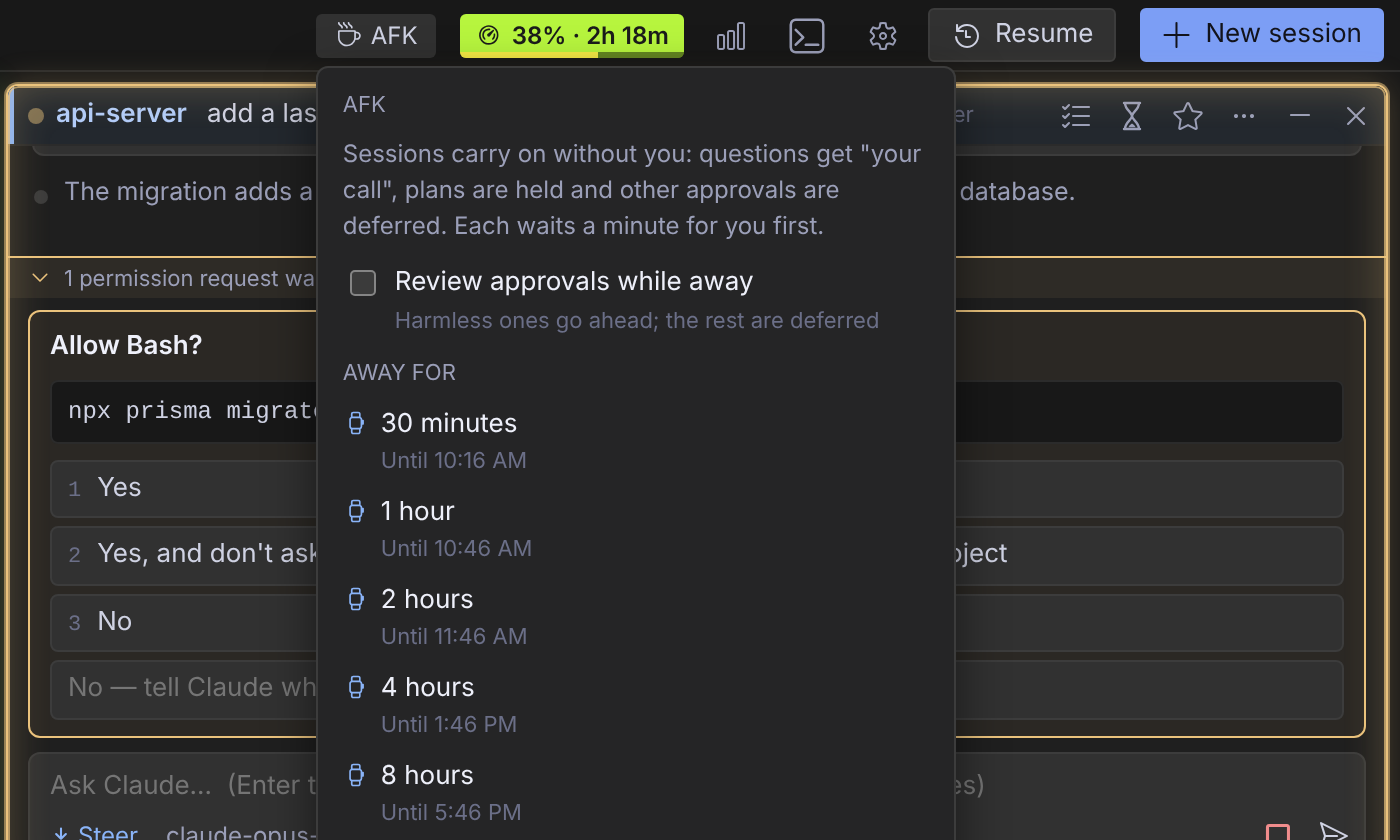 AFK
38% · 2h 18m
Resume
New session
api-server add a las
er
AFK
Sessions carry on without you: questions get "your
call", plans are held and other approvals are
deferred. Each waits a minute for you first.
The migration adds a
database.
1 permission request wa
Review approvals while away
Harmless ones go ahead; the rest are deferred
Allow Bash?
AWAY FOR
npx prisma migrate
30 minutes
Until 10:16 AM
1 Yes
1 hour
Until 10:46 AM
2 Yes, and don't ask
oject
2 hours
Until 11:46 AM
3 No
4 hours
Until 1:46 PM
No — tell Claude wh
8 hours
Until 5:46 PM
Ask Claude... (Enter t
es)
Steer claude-opus-